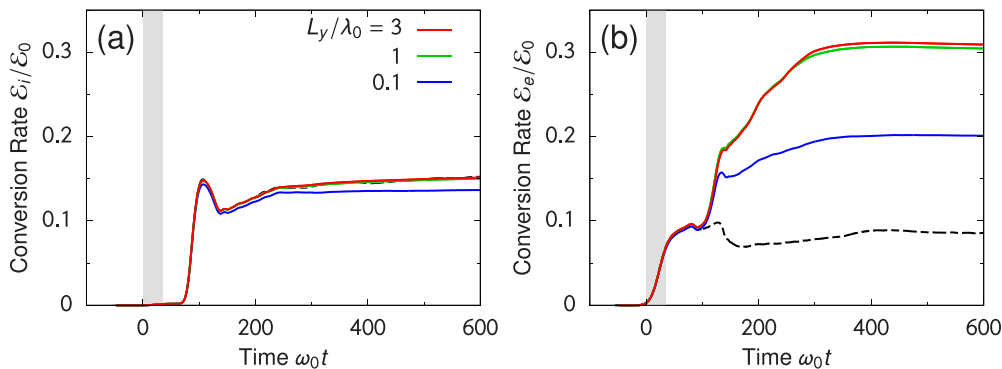 (a)
L_y/λ_0 = 3
1
0.1
Conversion Rate ℰ_i/ℰ_0
0.3
0.2
0.1
0
0
200
400
600
Time ω_0t
(b)
Conversion Rate ℰ_e/ℰ_0
0.3
0.2
0.1
0
0
200
400
600
Time ω_0t